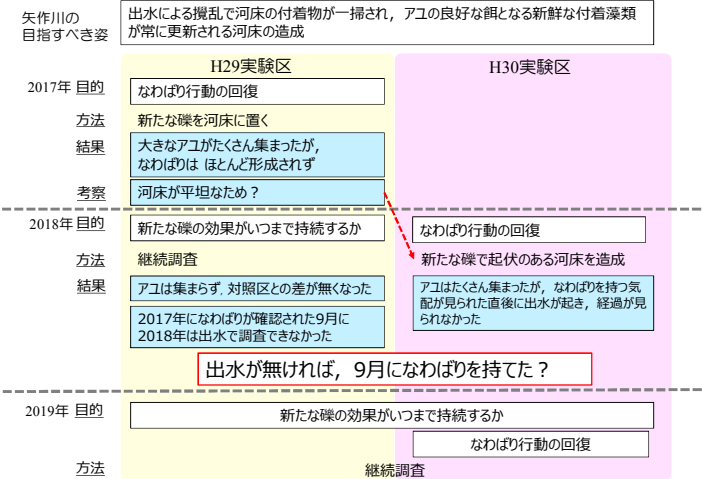 矢作川の
目指すべき姿
出水による攪乱で河床の付着物が一掃され，アユの良好な餌となる新鮮な付着藻類
が常に更新される河床の造成
H29実験区
H30実験区
2017年 目的
なわばり行動の回復
方法
新たな礫を河床に置く
結果
大きなアユがたくさん集まったが，
なわばりは ほとんど形成されず
考察
河床が平坦なため？
2018年 目的
新たな礫の効果がいつまで持続するか
なわばり行動の回復
方法
継続調査
新たな礫で起伏のある河床を造成
結果
アユは集まらず，対照区との差が無くなった
アユはたくさん集まったが，なわばりを持つ気
配が見られた直後に出水が起き，経過が見
られなかった
2017年になわばりが確認された9月に
2018年は出水で調査できなかった
出水が無ければ，9月になわばりを持てた？
2019年 目的
新たな礫の効果がいつまで持続するか
なわばり行動の回復
方法
継続調査